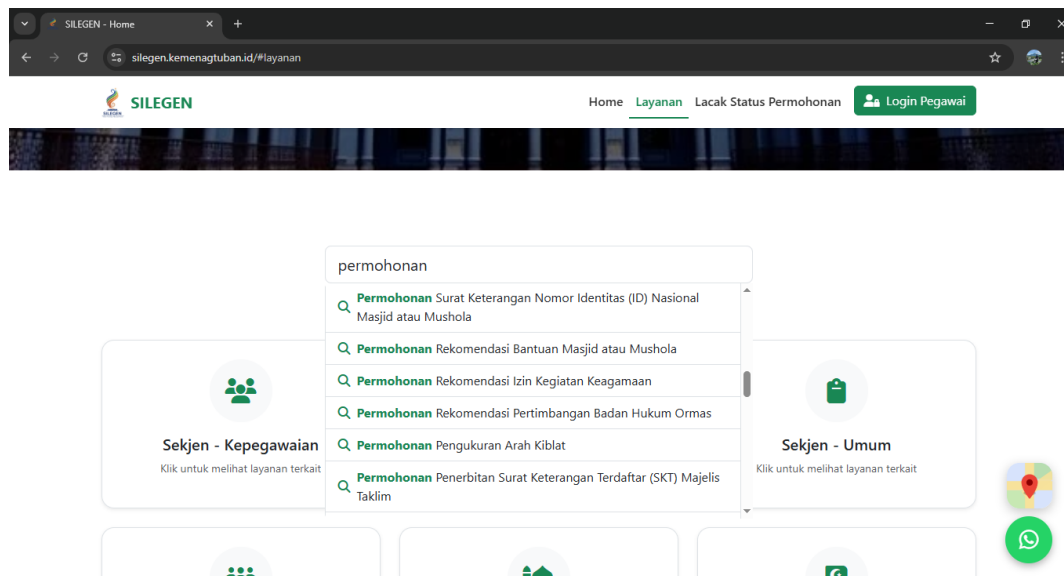 SILEGEN - Home
silegen.kemenagtuban.id/#layanan
SILEGEN
SILEGEN
Home Layanan Lacak Status Permohonan Login Pegawai
permohonan
Permohonan Surat Keterangan Nomor Identitas (ID) Nasional
Masjid atau Mushola
Permohonan Rekomendasi Bantuan Masjid atau Mushola
Permohonan Rekomendasi Izin Kegiatan Keagamaan
Permohonan Rekomendasi Pertimbangan Badan Hukum Ormas
Permohonan Pengukuran Arah Kiblat
Permohonan Penerbitan Surat Keterangan Terdaftar (SKT) Majelis
Taklim
Sekjen - Kepegawaian
Klik untuk melihat layanan terkait
Sekjen - Umum
Klik untuk melihat layanan terkait